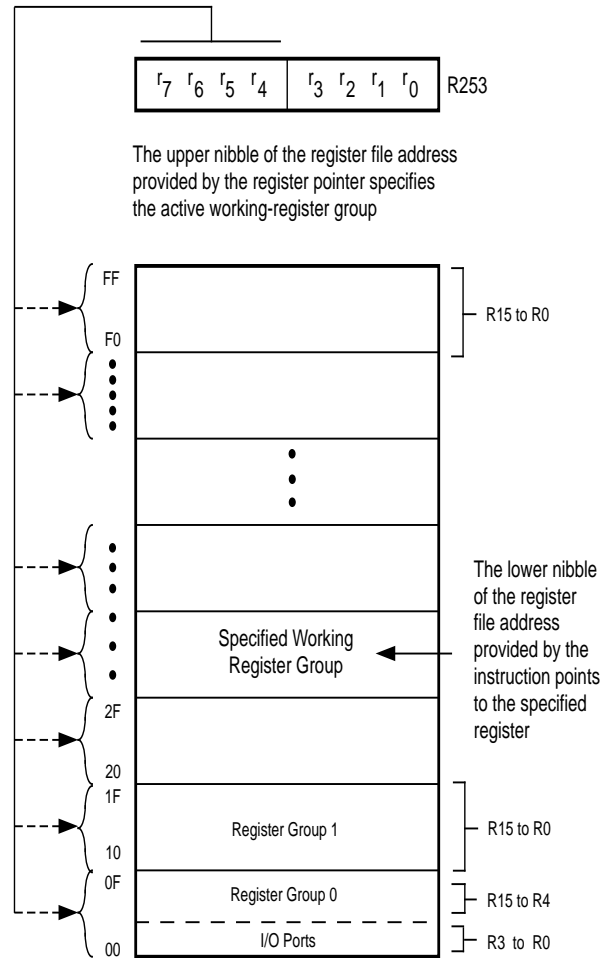 r7 r6 r5 r4 r3 r2 r1 r0 R253
The upper nibble of the register file address
provided by the register pointer specifies
the active working-register group
FF
R15 to R0
F0
The lower nibble
of the register
file address
provided by the
instruction points
to the specified
register
Specified Working
Register Group
2F
20
1F
Register Group 1
R15 to R0
10
0F
Register Group 0
R15 to R4
I/O Ports
R3 to R0
00